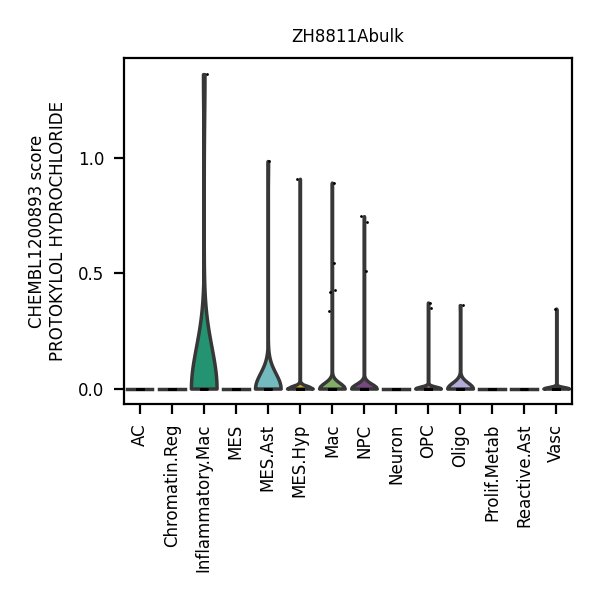 ZH8811Abulk
CHEMBL1200893 score
PROTOKYLOL HYDROCHLORIDE
1.0
0.5
0.0
AC
Chromatin.Reg
Inflammatory.Mac
MES
MES.Ast
MES.Hyp
Mac
NPC
Neuron
OPC
Oligo
Prolif.Metab
Reactive.Ast
Vasc